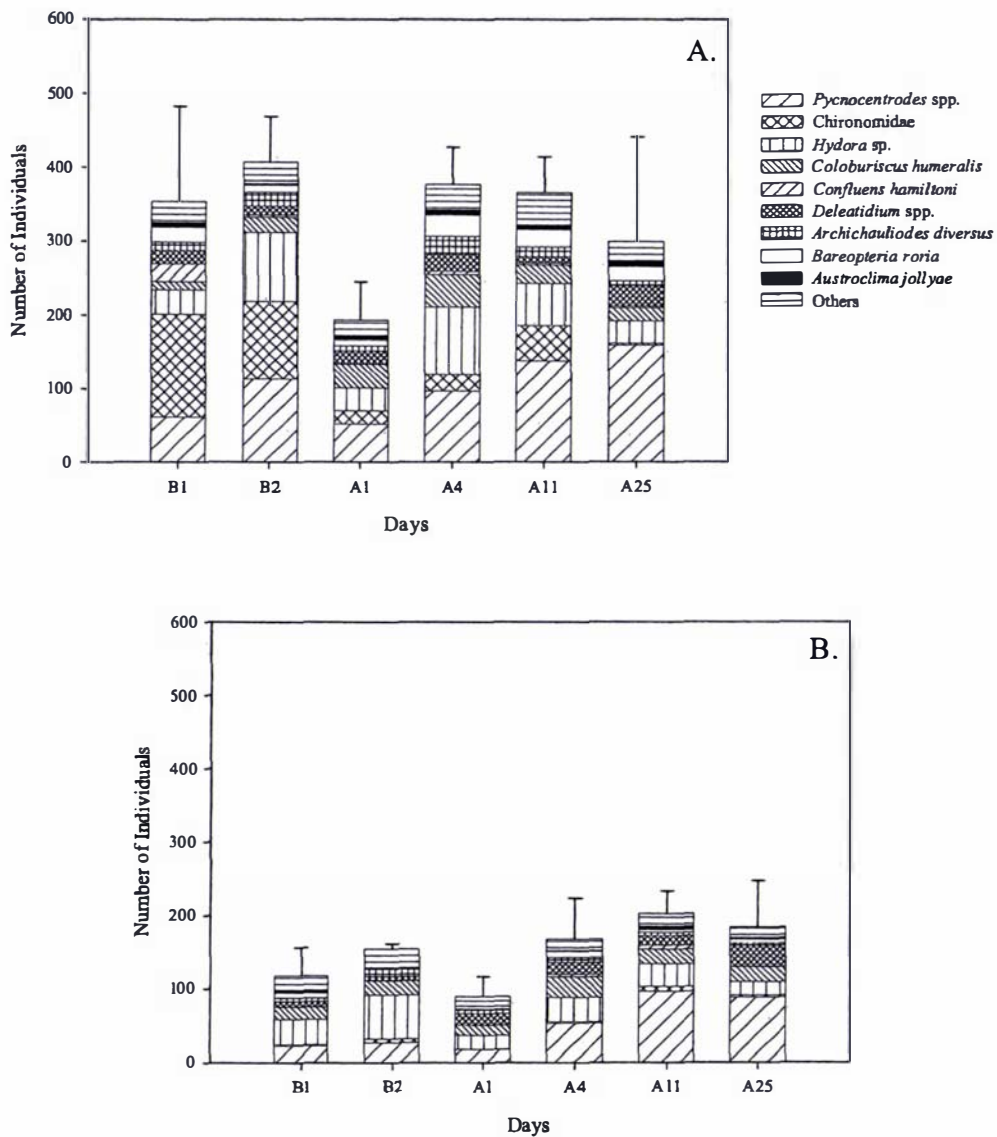 600
500
400
300
200
100
0
Number of Individuals
A.
B1 B2 A1 A4 A11 A25
Days
Pycnocentrodes spp.
Chironomidae
Hydora sp.
Coloburiscus humeralis
Confluens hamiltoni
Deleatidium spp.
Archichauliodes diversus
Bareopteria roria
Austroclima jollyae
Others
600
500
400
300
200
100
0
Number of Individuals
B.
B1 B2 A1 A4 A11 A25
Days